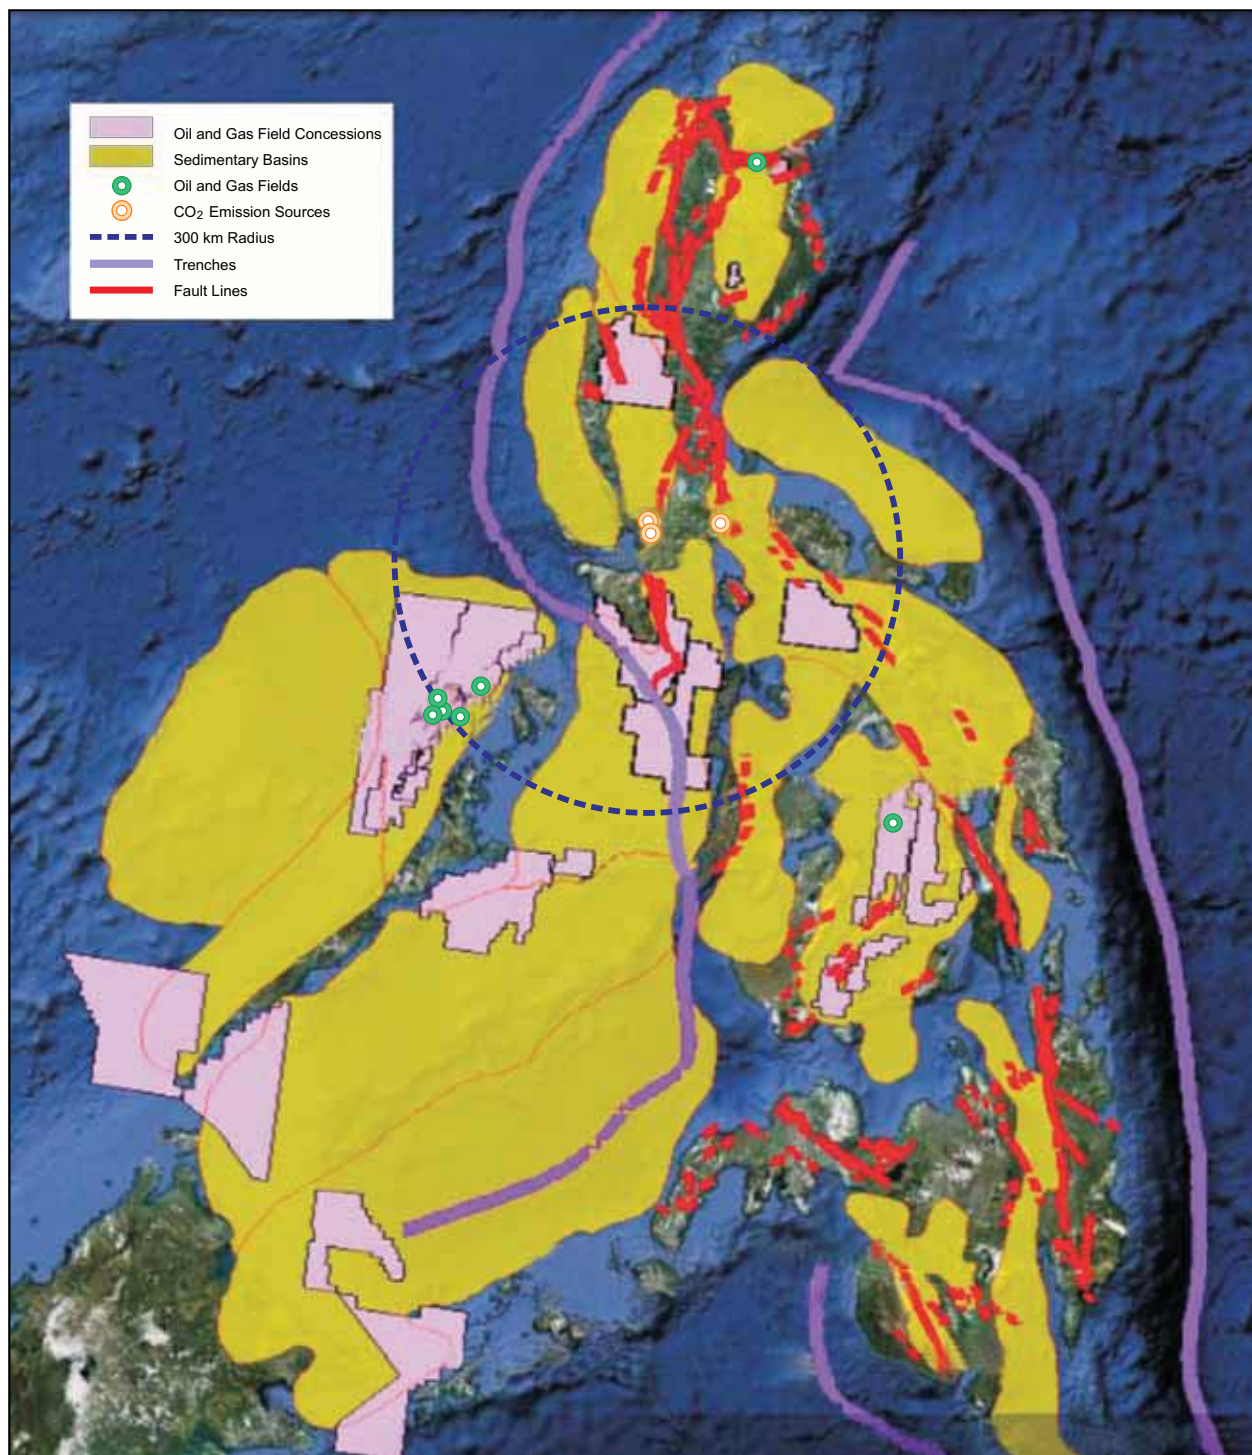 Oil and Gas Field Concessions
Sedimentary Basins
Oil and Gas Fields
CO₂ Emission Sources
300 km Radius
Trenches
Fault Lines